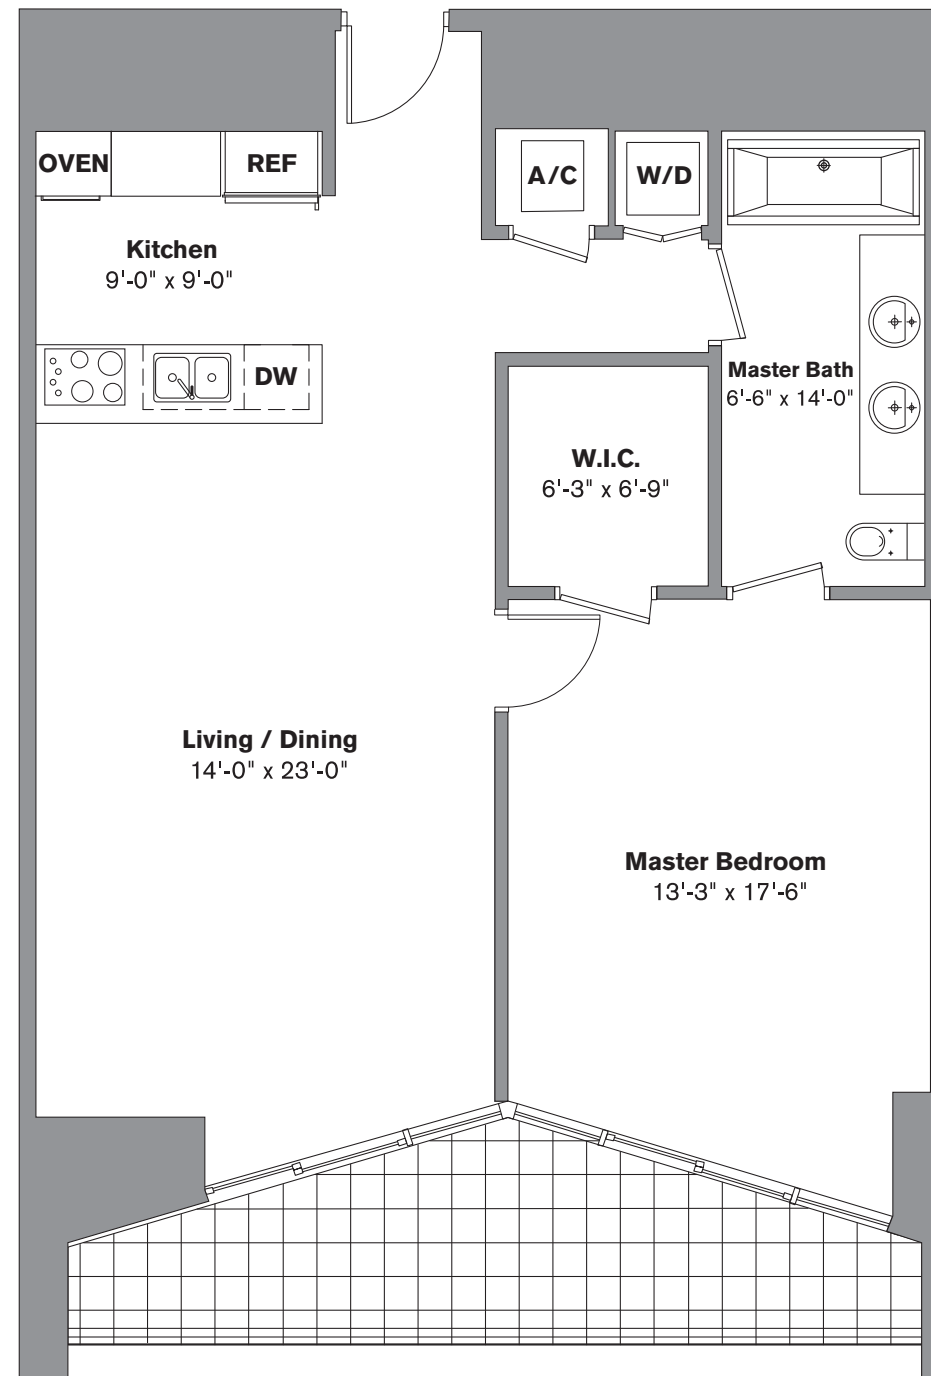 OVEN
REF
A/C
W/D
Kitchen
9'-0" x 9'-0"
DW
Master Bath
6'-6" x 14'-0"
W.I.C.
6'-3" x 6'-9"
Living / Dining
14'-0" x 23'-0"
Master Bedroom
13'-3" x 17'-6"